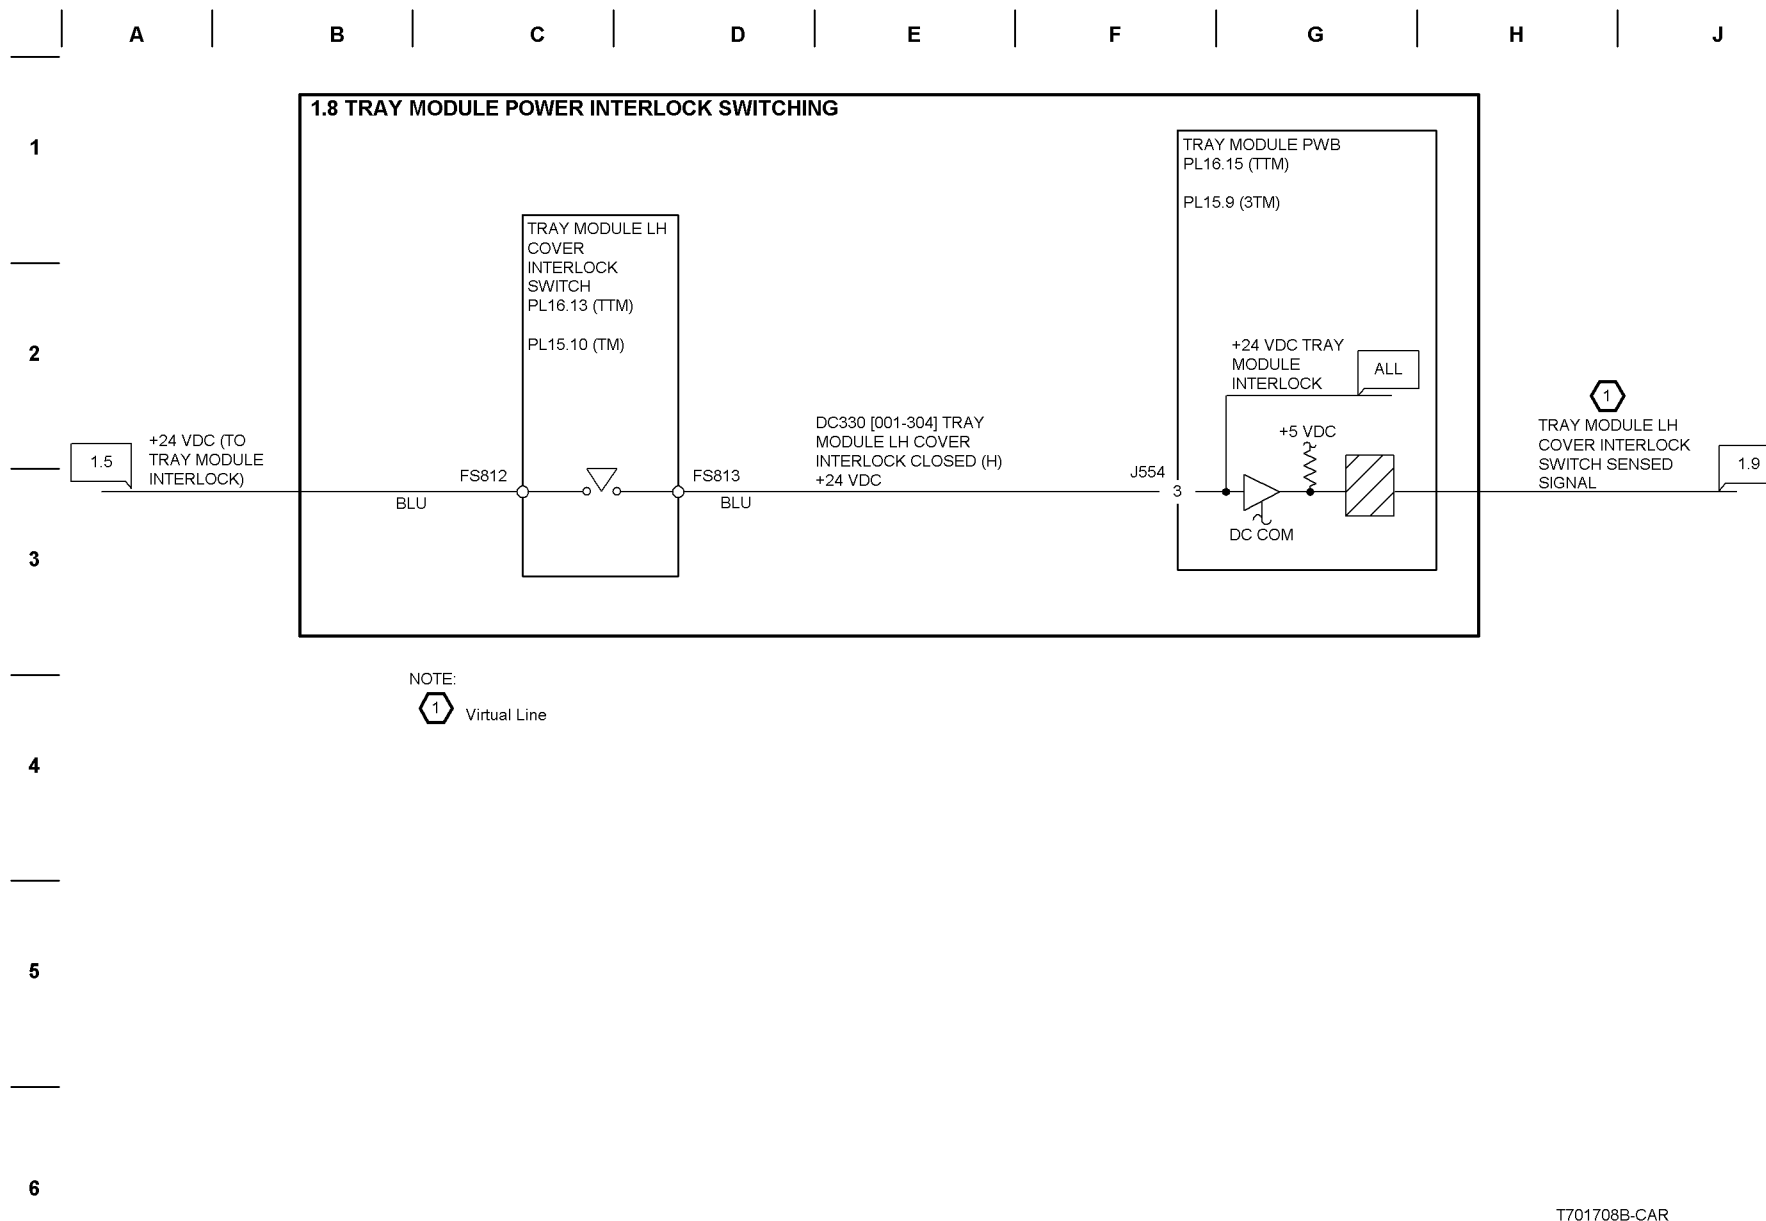 A B C D E F G H J
1.8 TRAY MODULE POWER INTERLOCK SWITCHING
1
TRAY MODULE PWB
PL16.15 (TTM)
PL15.9 (3TM)
TRAY MODULE LH
COVER
INTERLOCK
SWITCH
PL16.13 (TTM)
PL15.10 (TM)
2
+24 VDC TRAY
MODULE
INTERLOCK
ALL
1
TRAY MODULE LH
COVER INTERLOCK
SWITCH SENSED
SIGNAL
1.9
1.5
+24 VDC (TO
TRAY MODULE
INTERLOCK)
BLU
FS812
FS813
BLU
DC330 [001-304] TRAY
MODULE LH COVER
INTERLOCK CLOSED (H)
+24 VDC
J554
3
+5 VDC
DC COM
3
NOTE:
1 Virtual Line
4
5
6
T701708B-CAR